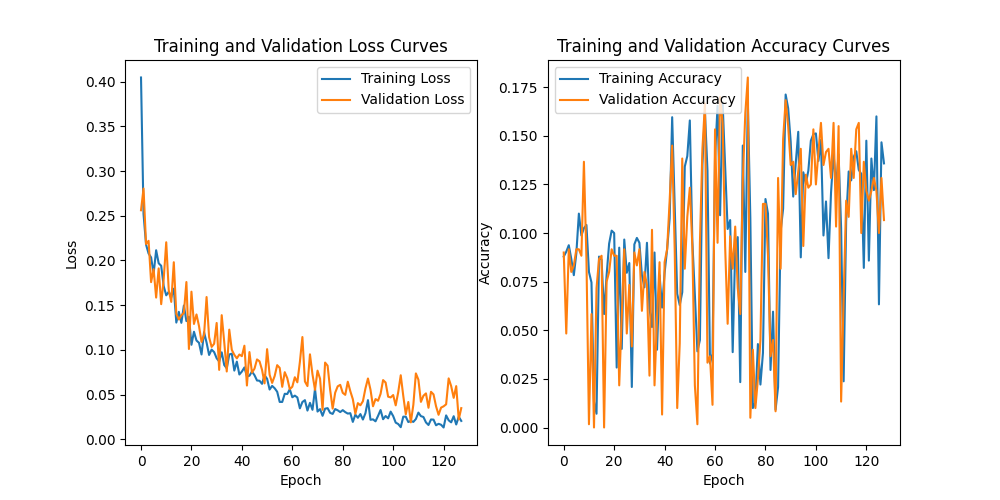 Training and Validation Loss Curves
Training Loss
Validation Loss
0.40
0.35
0.30
0.25
0.20
0.15
0.10
0.05
0.00
Loss
0 20 40 60 80 100 120
Epoch
Training and Validation Accuracy Curves
Training Accuracy
Validation Accuracy
0.175
0.150
0.125
0.100
0.075
0.050
0.025
0.000
Accuracy
0 20 40 60 80 100 120
Epoch